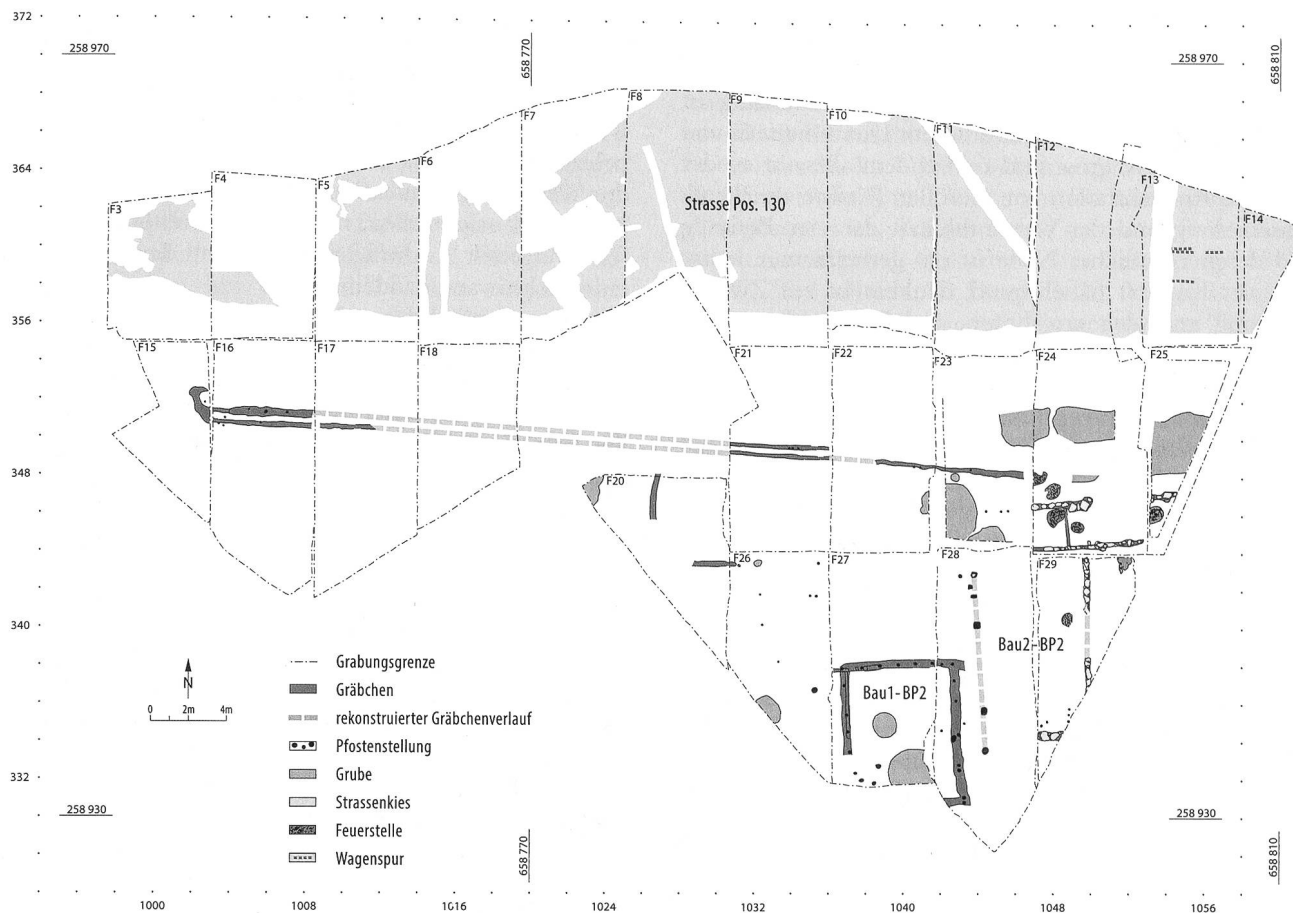 372
258 970
658 770
258 970
658 810
F8
F9
F7
F10
F11
F12
364
F6
F4
F5
F13
F3
Strasse Pos. 130
F14
356
F15
F16
F17
F18
F21
F22
F23
F24
F25
348
F20
F26
F27
F28
F29
340
Bau2-BP2
Grabungsgrenze
N
Gräbchen
Bau1-BP2
0 2m 4m
rekonstruierter Gräbchenverlauf
Pfostenstellung
332
Grube
258 930
Strassenkies
258 930
Feuerstelle
658 770
658 810
Wagenspur
1000 1008 1016 1024 1032 1040 1048 1056